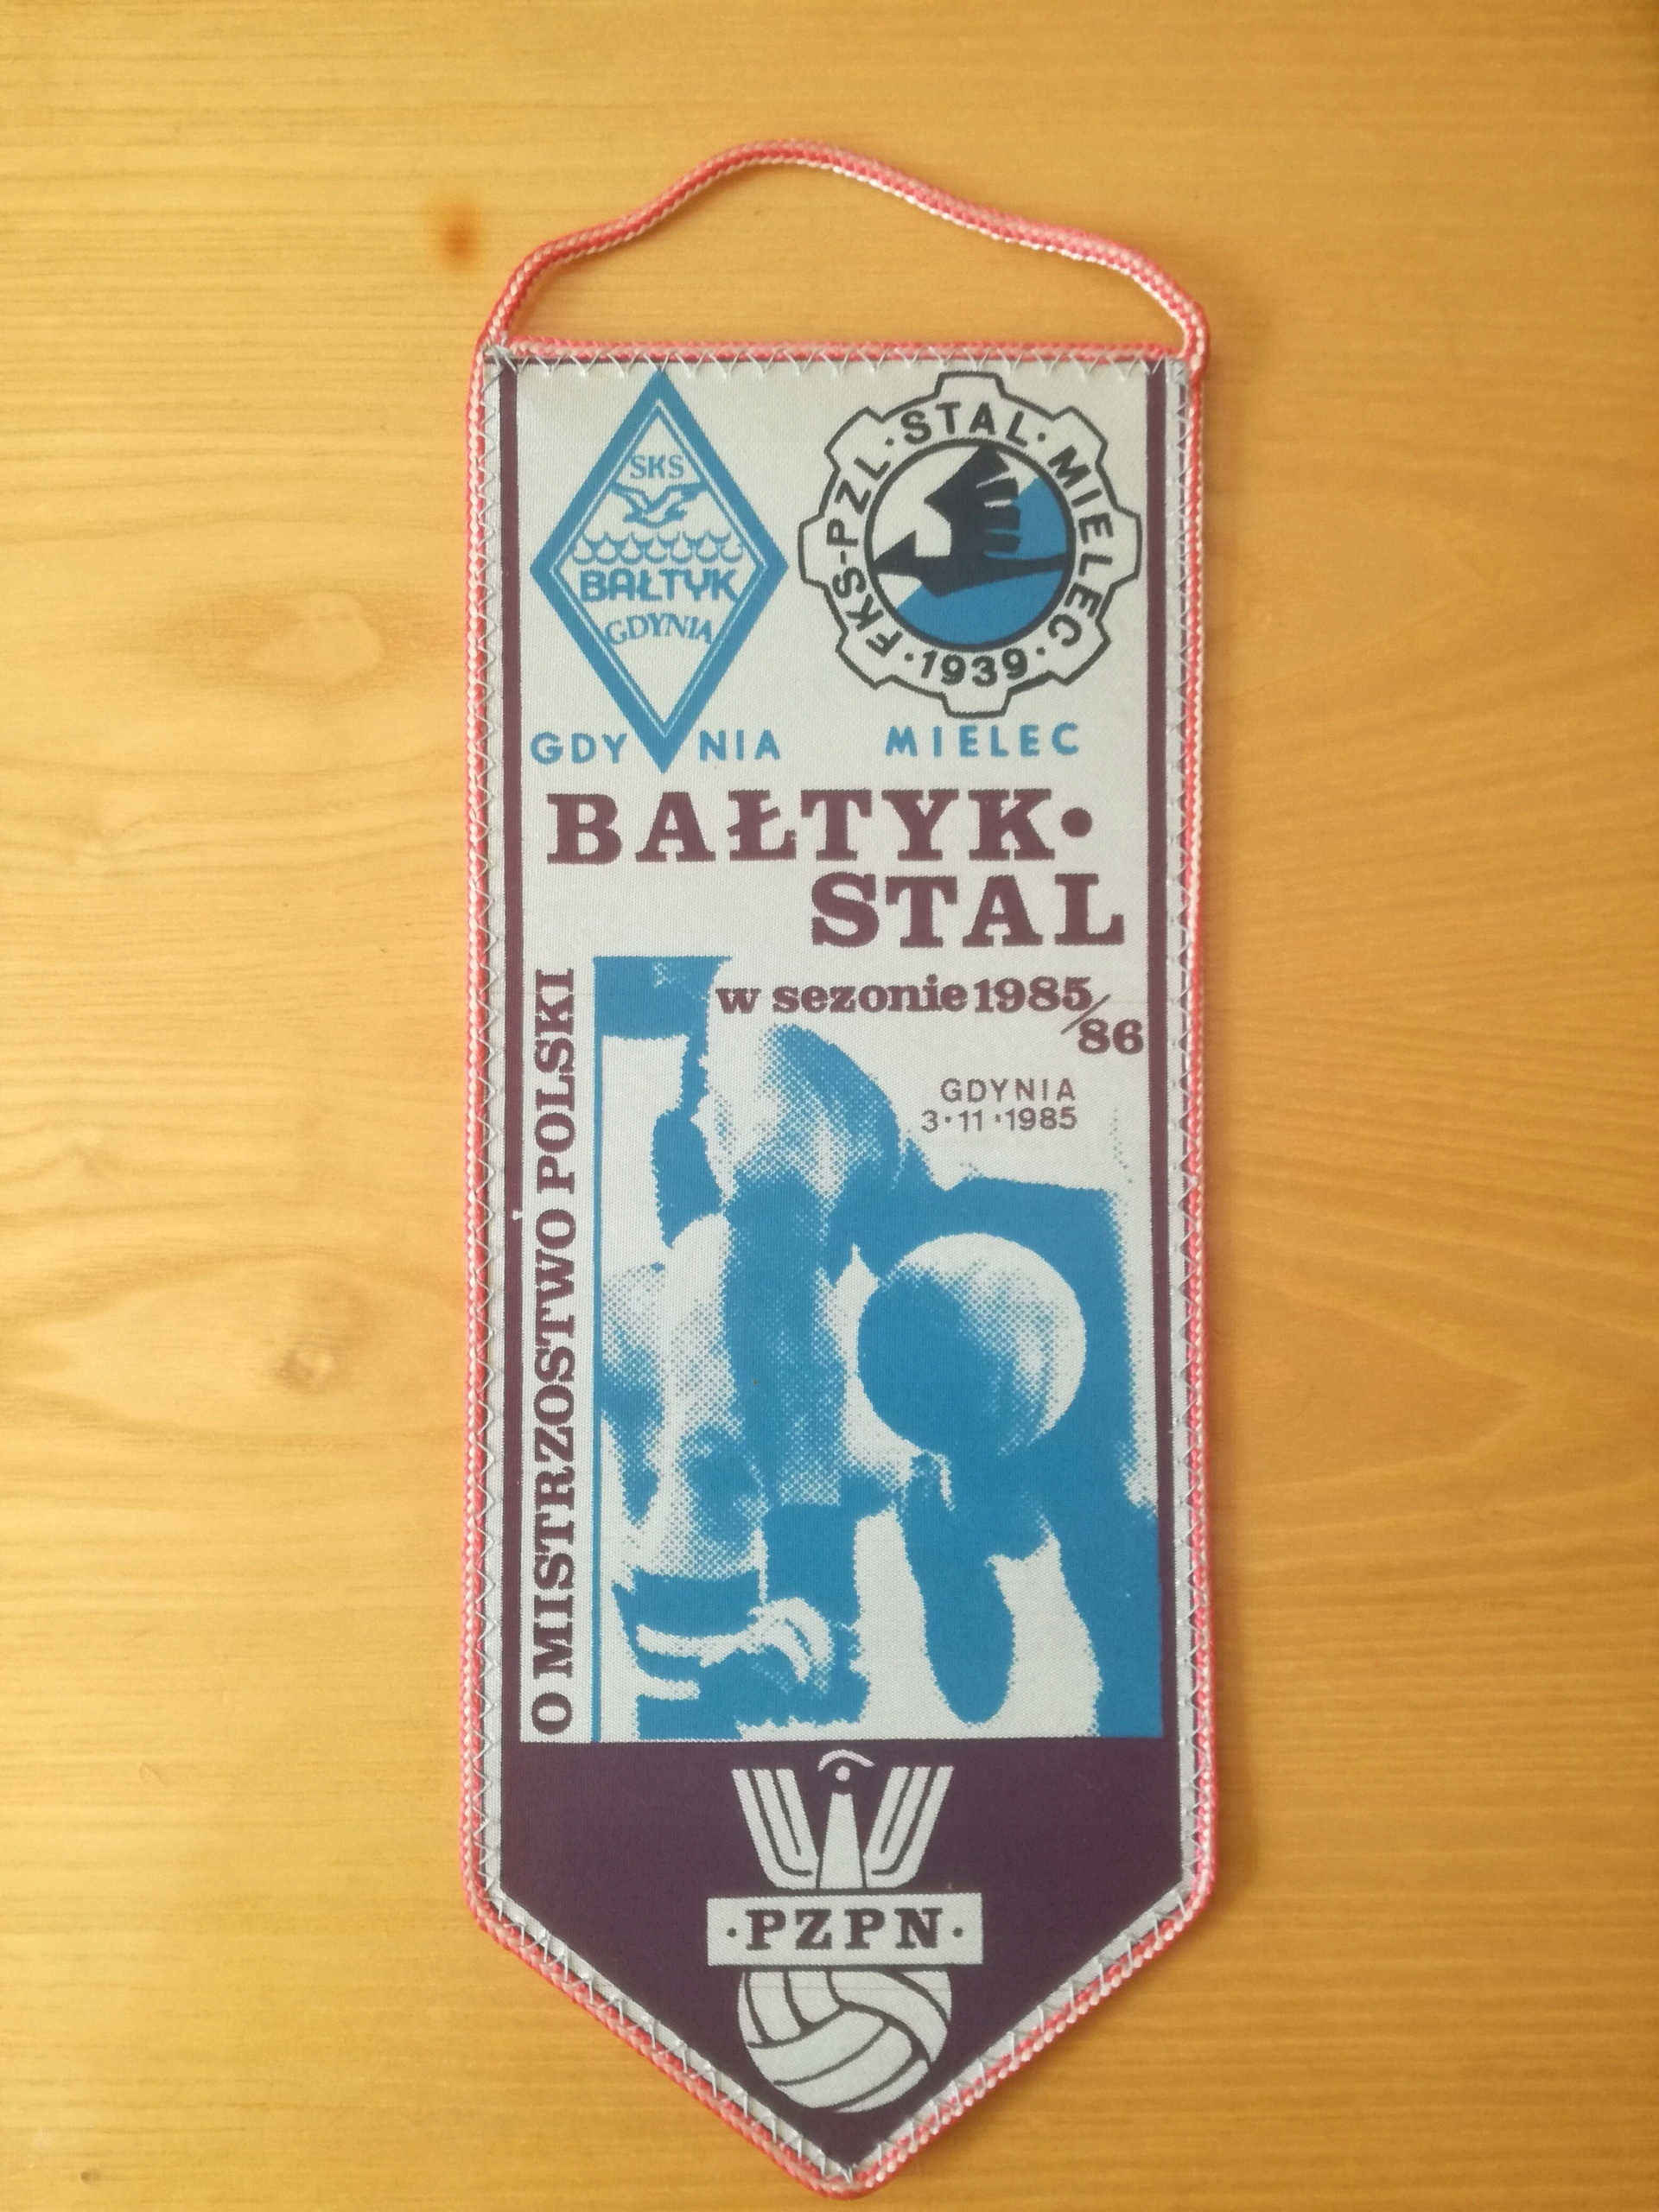 SKS
BAŁTYK
GDYNIA
FKS-PZL·STAL·MIELEC·
·1939·
GDYNIA
MIELEC
BAŁTYK·
STAL
w sezonie 1985/86
GDYNIA
3·11·1985
O MISTRZOSTWO POLSKI
·PZPN·